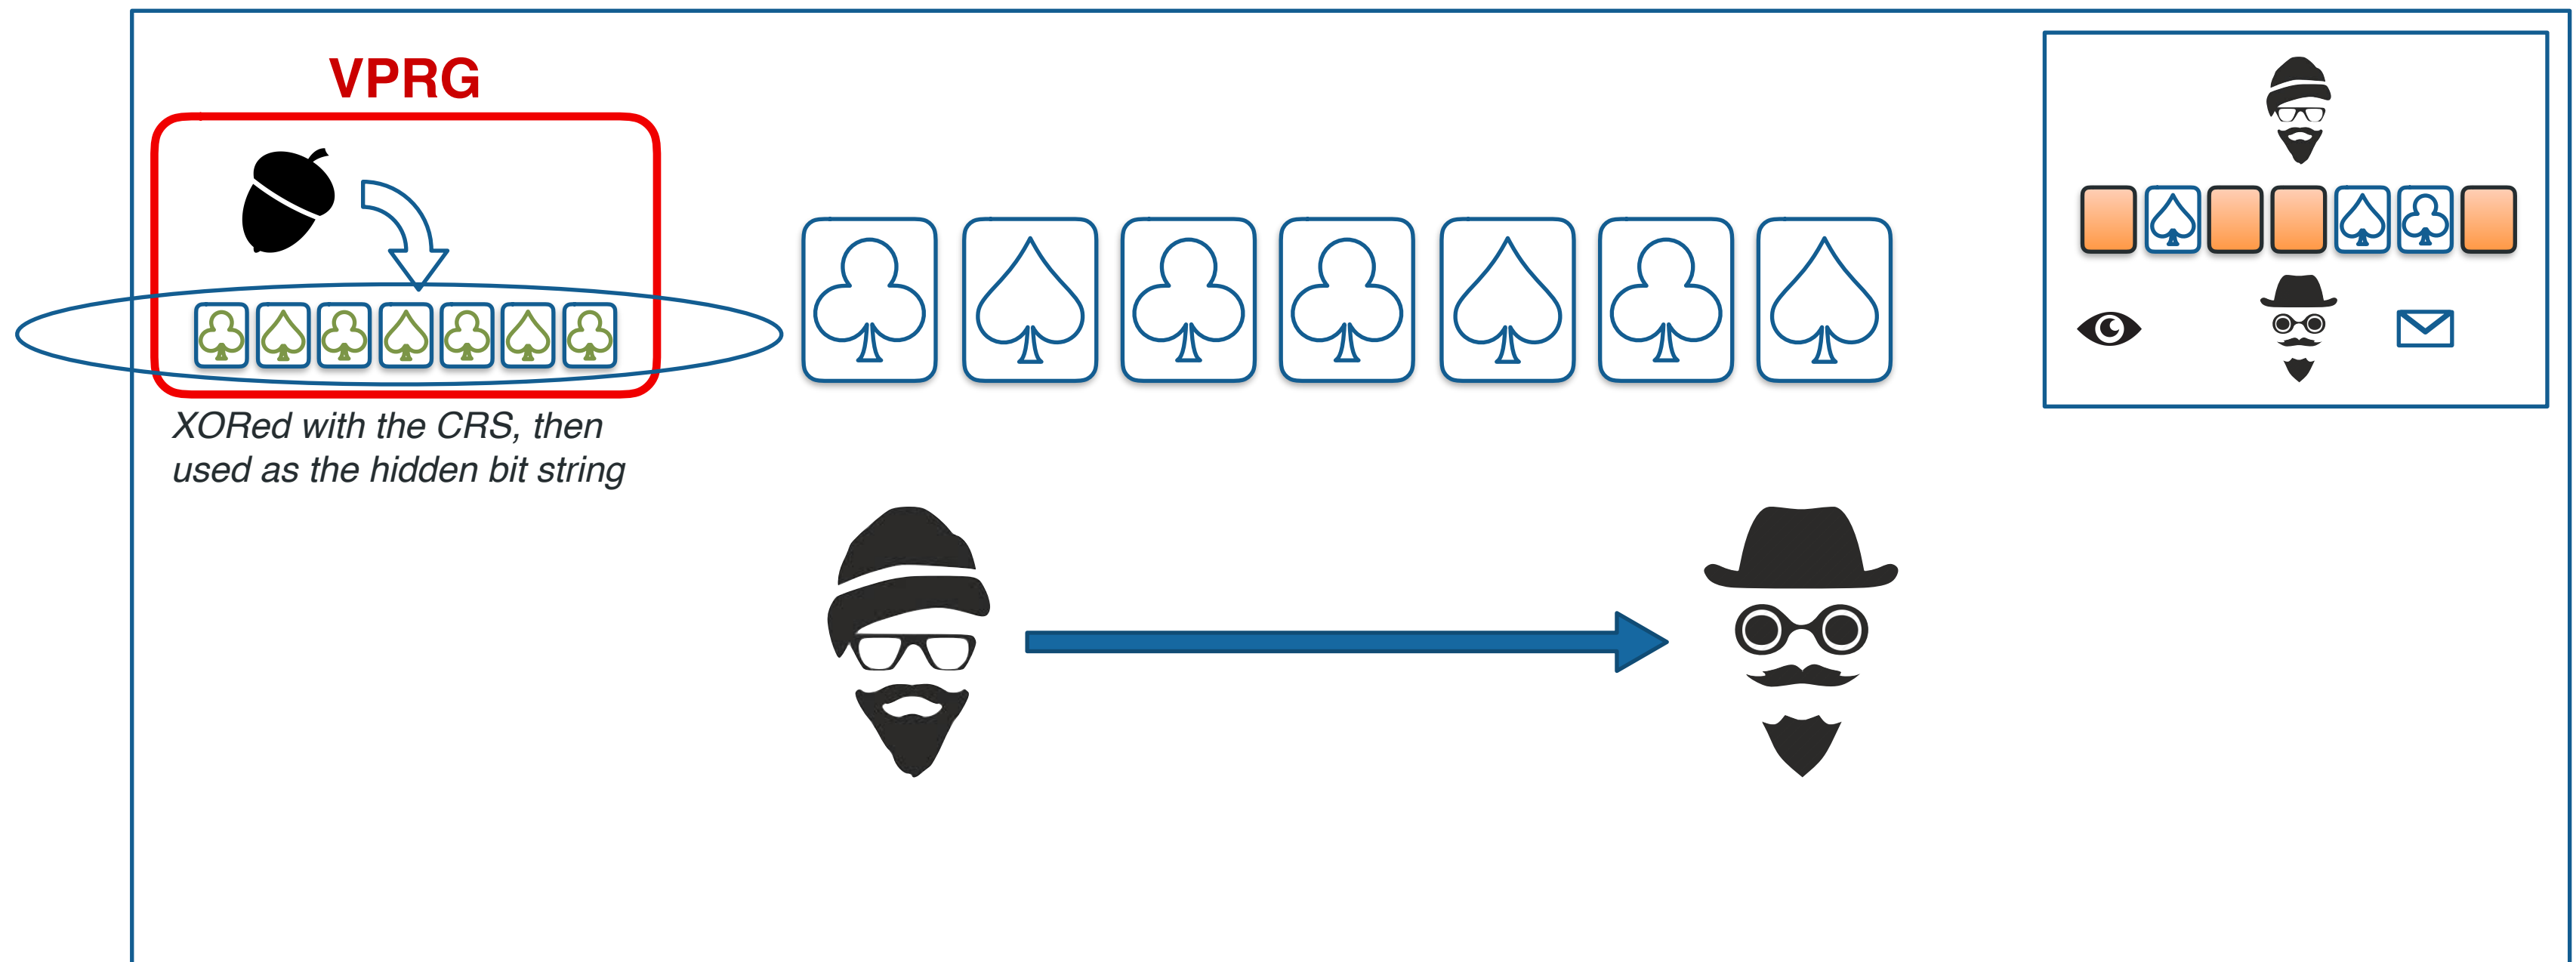 VPRG
XORed with the CRS, then
used as the hidden bit string